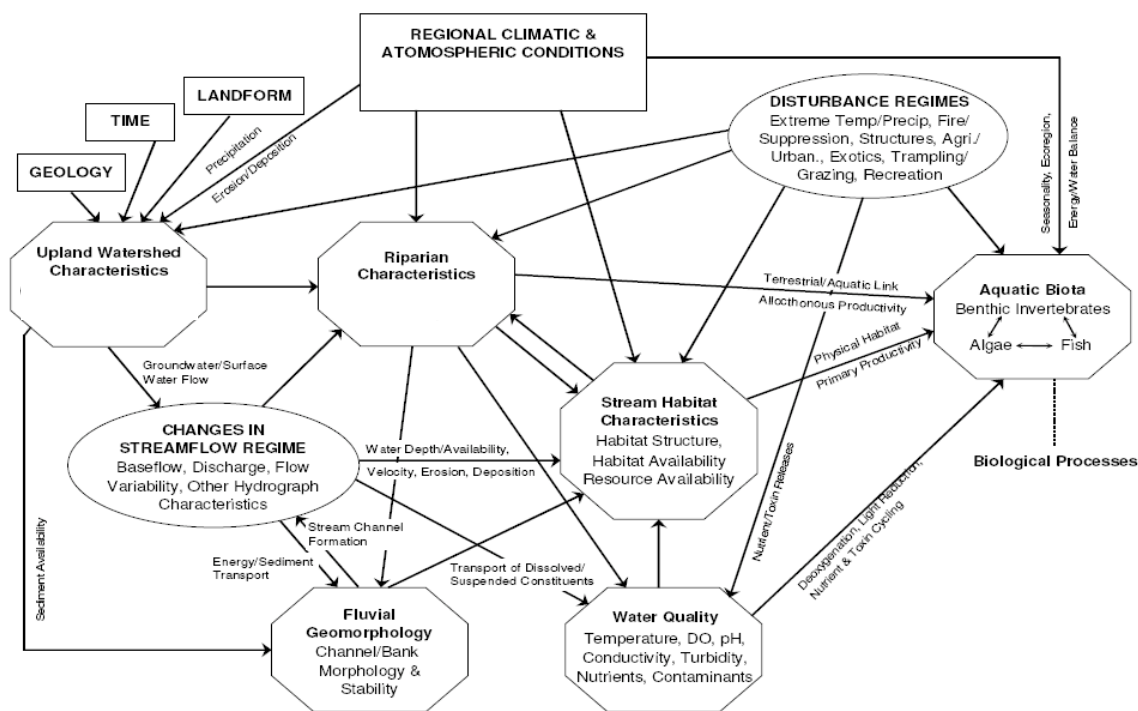 REGIONAL CLIMATIC &
ATOMOSPHERIC CONDITIONS
LANDFORM
TIME
GEOLOGY
Precipitation
Erosion/Deposition
DISTURBANCE REGIMES
Extreme Temp/Precip, Fire/
Suppression, Structures, Agri./
Urban., Exotics, Trampling/
Grazing, Recreation
Seasonality, Ecoregion,
Energy/Water Balance
Upland Watershed
Characteristics
Riparian
Characteristics
Terrestrial/Aquatic Link
Allocthonous Productivity
Aquatic Biota
Benthic Invertebrates
Algae
Fish
Physical Habitat
Primary Productivity
Groundwater/Surface
Water Flow
Stream Habitat
Characteristics
Habitat Structure,
Habitat Availability
Resource Availability
CHANGES IN
STREAMFLOW REGIME
Baseflow, Discharge, Flow
Variability, Other Hydrograph
Characteristics
Water Depth/Availability,
Velocity, Erosion, Deposition
Biological Processes
Nutrient/Toxin Releases
Deoxygenation, Light Reduction,
Nutrient & Toxin Cycling
Sediment Availability
Stream Channel
Formation
Energy/Sediment
Transport
Transport of Dissolved/
Suspended Constituents
Fluvial
Geomorphology
Channel/Bank
Morphology &
Stability
Water Quality
Temperature, DO, pH,
Conductivity, Turbidity,
Nutrients, Contaminants